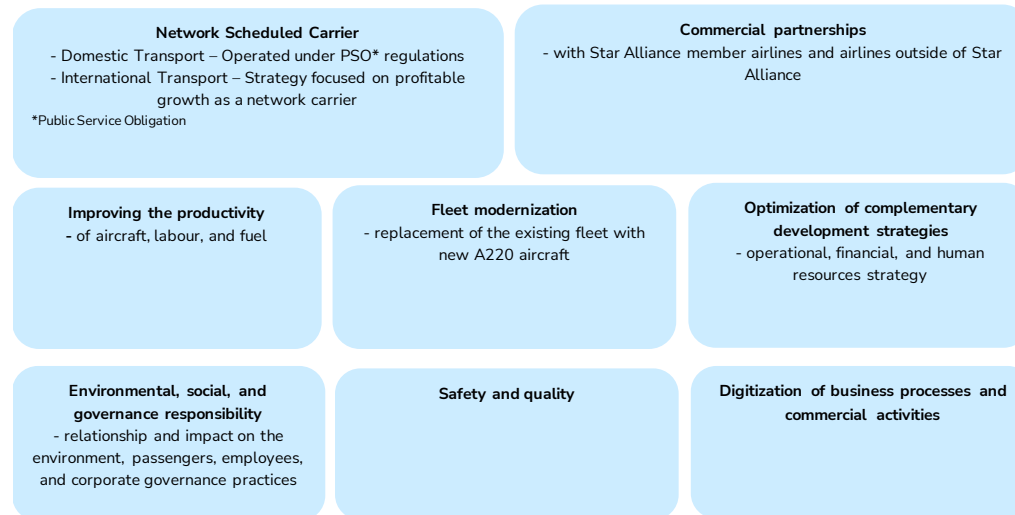 Network Scheduled Carrier
- Domestic Transport – Operated under PSO* regulations
- International Transport – Strategy focused on profitable
growth as a network carrier
*Public Service Obligation
Commercial partnerships
- with Star Alliance member airlines and airlines outside of Star
Alliance
Improving the productivity
- of aircraft, labour, and fuel
Fleet modernization
- replacement of the existing fleet with
new A220 aircraft
Optimization of complementary
development strategies
- operational, financial, and human
resources strategy
Environmental, social, and
governance responsibility
- relationship and impact on the
environment, passengers, employees,
and corporate governance practices
Safety and quality
Digitization of business processes and
commercial activities